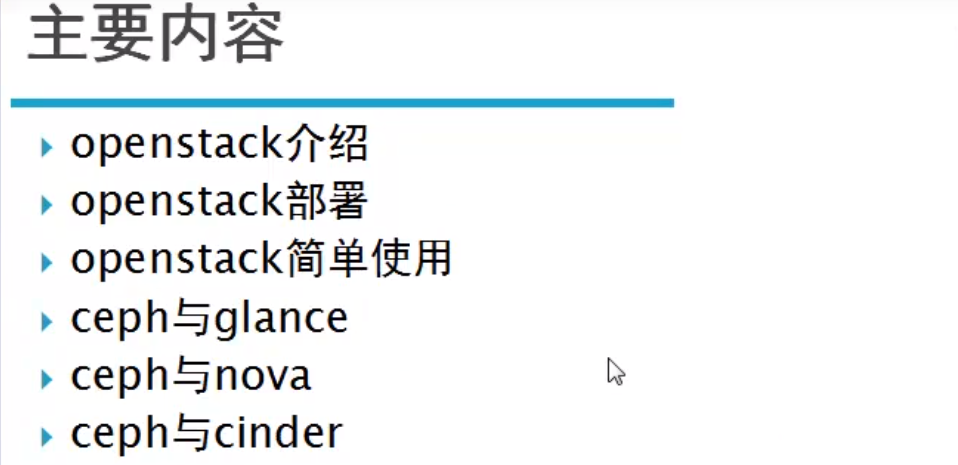 主要内容
openstack介绍
openstack部署
openstack简单使用
ceph与glance
ceph与nova
ceph与cinder